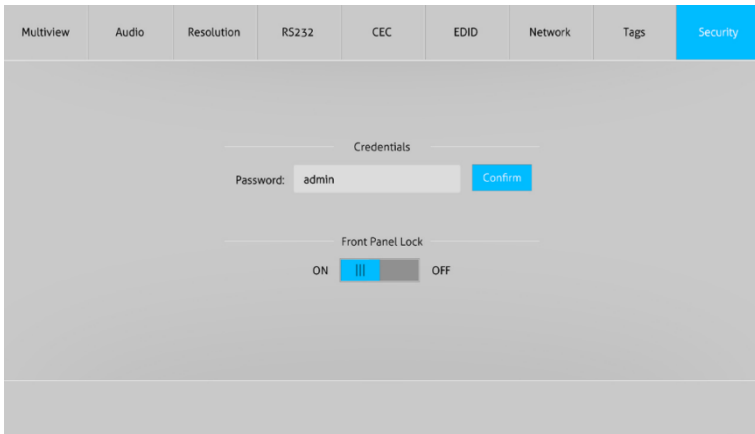 Multiview Audio Resolution RS232 CEC EDID Network Tags Security
Credentials
Password: admin Confirm
Front Panel Lock
ON OFF